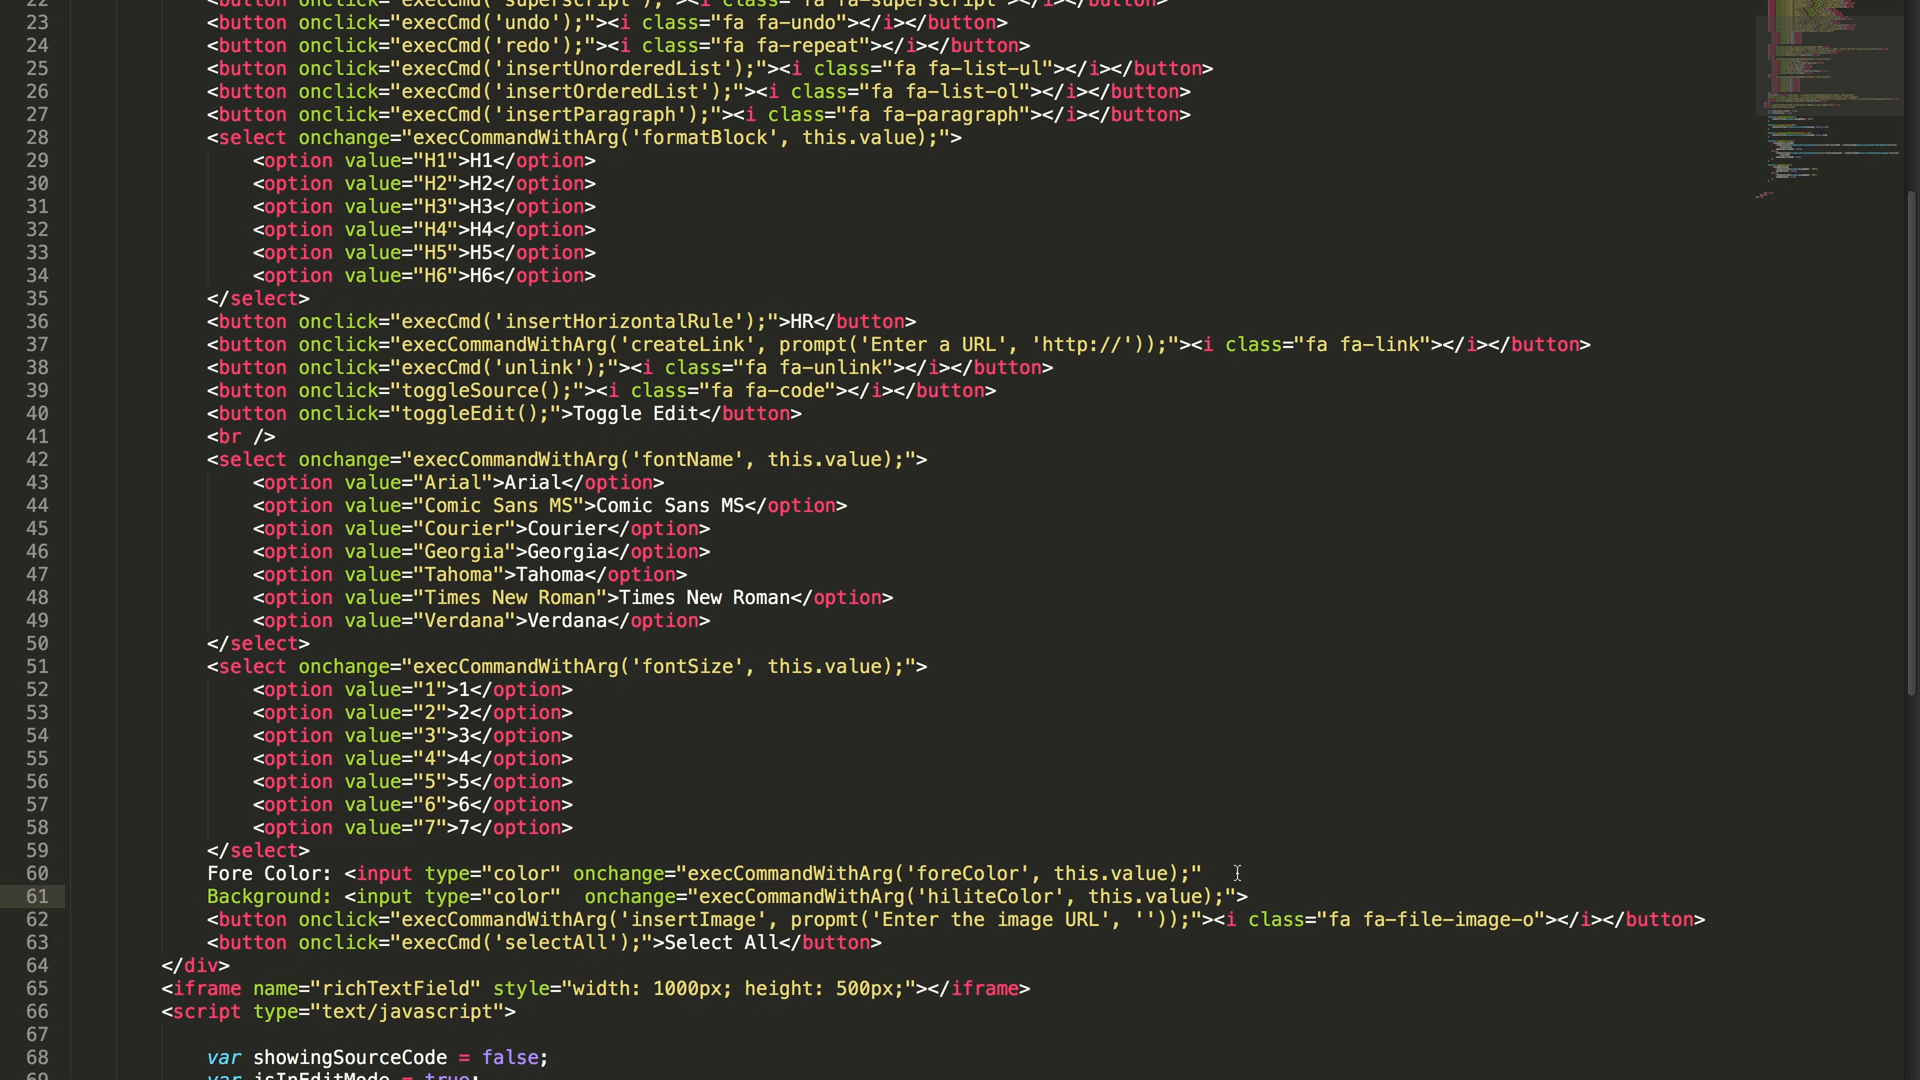 22 <button onclick="execCmd('superscript');"><i class="fa fa-superscript"></i></button>
23 <button onclick="execCmd('undo');"><i class="fa fa-undo"></i></button>
24 <button onclick="execCmd('redo');"><i class="fa fa-repeat"></i></button>
25 <button onclick="execCmd('insertUnorderedList');"><i class="fa fa-list-ul"></i></button>
26 <button onclick="execCmd('insertOrderedList');"><i class="fa fa-list-ol"></i></button>
27 <button onclick="execCmd('insertParagraph');"><i class="fa fa-paragraph"></i></button>
28 <select onchange="execCommandWithArg('formatBlock', this.value);">
29 <option value="H1">H1</option>
30 <option value="H2">H2</option>
31 <option value="H3">H3</option>
32 <option value="H4">H4</option>
33 <option value="H5">H5</option>
34 <option value="H6">H6</option>
35 </select>
36 <button onclick="execCmd('insertHorizontalRule');">HR</button>
37 <button onclick="execCommandWithArg('createLink', prompt('Enter a URL', 'http://'));"><i class="fa fa-link"></i></button>
38 <button onclick="execCmd('unlink');"><i class="fa fa-unlink"></i></button>
39 <button onclick="toggleSource();"><i class="fa fa-code"></i></button>
40 <button onclick="toggleEdit();">Toggle Edit</button>
41 <br />
42 <select onchange="execCommandWithArg('fontName', this.value);">
43 <option value="Arial">Arial</option>
44 <option value="Comic Sans MS">Comic Sans MS</option>
45 <option value="Courier">Courier</option>
46 <option value="Georgia">Georgia</option>
47 <option value="Tahoma">Tahoma</option>
48 <option value="Times New Roman">Times New Roman</option>
49 <option value="Verdana">Verdana</option>
50 </select>
51 <select onchange="execCommandWithArg('fontSize', this.value);">
52 <option value="1">1</option>
53 <option value="2">2</option>
54 <option value="3">3</option>
55 <option value="4">4</option>
56 <option value="5">5</option>
57 <option value="6">6</option>
58 <option value="7">7</option>
59 </select>
60 Fore Color: <input type="color" onchange="execCommandWithArg('foreColor', this.value);"
61 Background: <input type="color"  onchange="execCommandWithArg('hiliteColor', this.value);">
62 <button onclick="execCommandWithArg('insertImage', propmt('Enter the image URL', ''));"><i class="fa fa-file-image-o"></i></button>
63 <button onclick="execCmd('selectAll');">Select All</button>
64 </div>
65 <iframe name="richTextField" style="width: 1000px; height: 500px;"></iframe>
66 <script type="text/javascript">
67
68 var showingSourceCode = false;
69 var isInEditMode = true;